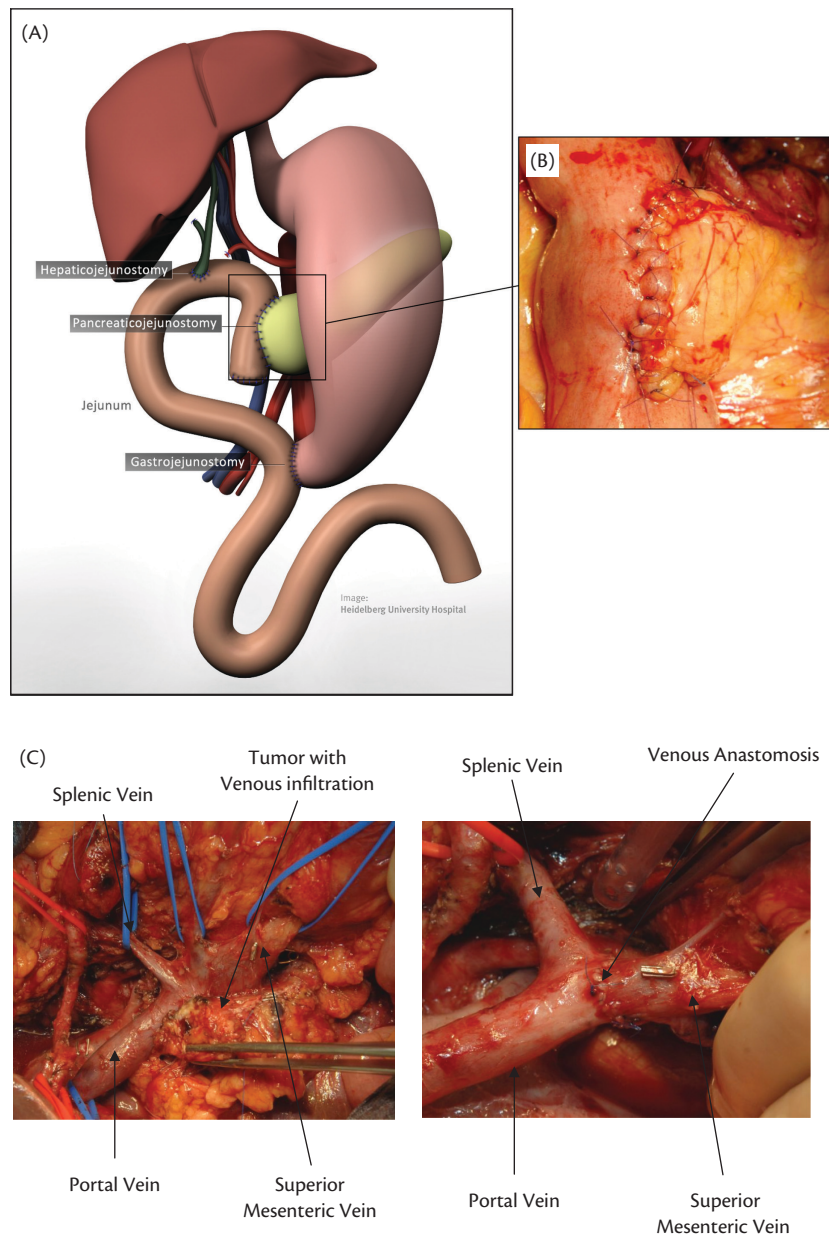 (A)
(B)
Hepaticojejunostomy
Pancreaticojejunostomy
Jejunum
Gastrojejunostomy
Image:
Heidelberg University Hospital
(C)
Tumor with
Venous infiltration
Splenic Vein
Splenic Vein
Venous Anastomosis
Portal Vein
Superior
Mesenteric Vein
Portal Vein
Superior
Mesenteric Vein